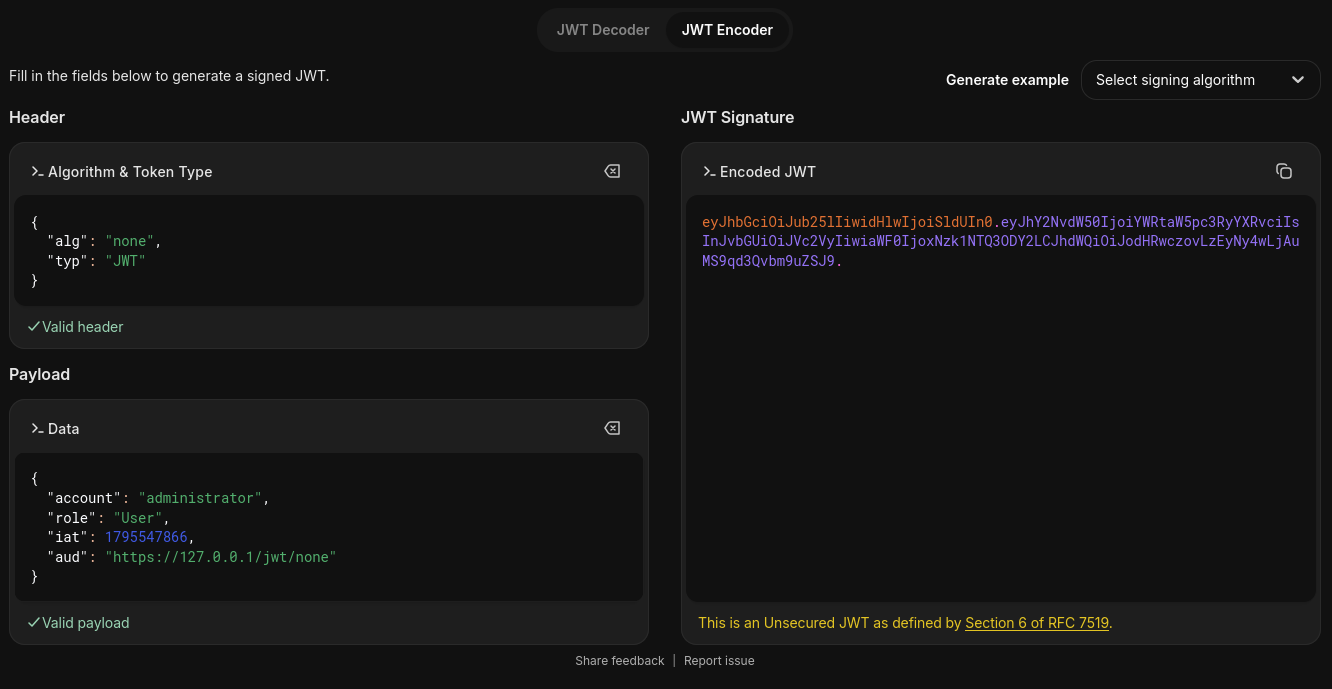 JWT Decoder
JWT Encoder
Fill in the fields below to generate a signed JWT.
Generate example
Select signing algorithm
Header
Algorithm & Token Type
{
"alg": "none",
"typ": "JWT"
}
Valid header
Payload
Data
{
"account": "administrator",
"role": "User",
"iat": 1795547866,
"aud": "https://127.0.0.1/jwt/none"
}
Valid payload
JWT Signature
Encoded JWT
eyJhbGciOiJub25lIiwidHlwIjoiSldUIn0.eyJhY2NvdW50IjoiYWRtaW5pc3RyYXRvciIs
InJvbGUiOiJVc2VyIiwiaWF0IjoxNzk1NTQ3ODY2LCJhdWQiOiJodHRwczovLzEyNy4wLjAu
MS9qd3Qvbm9uZSJ9.
This is an Unsecured JWT as defined by Section 6 of RFC 7519.
Share feedback | Report issue